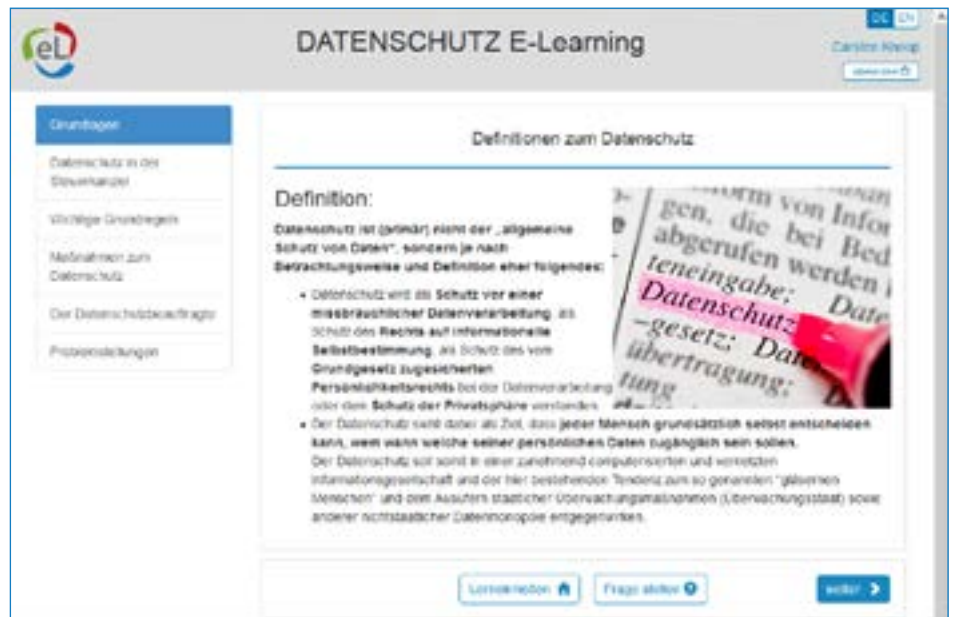 eL
DATENSCHUTZ E-Learning
DE EN
Grundlagen
Datenschutz in der
Steuerkanzlei
Wichtige Grundregeln
Maßnahmen zum
Datenschutz
Der Datenschutzbeauftragte
Problemstellungen
Definitionen zum Datenschutz
Definition:
Datenschutz ist (primär) nicht der „allgemeine
Schutz von Daten", sondern je nach
Betrachtungsweise und Definition eher folgendes:
• Datenschutz wird als Schutz vor einer
missbräuchlicher Datenverarbeitung, als
Schutz des Rechts auf informationelle
Selbstbestimmung, als Schutz des vom
Grundgesetz zugesicherten
Persönlichkeitsrechts bei der Datenverarbeitung
oder dem Schutz der Privatsphäre verstanden.
• Der Datenschutz sieht dabei als Ziel, dass jeder Mensch grundsätzlich selbst entscheiden
kann, wem wann welche seiner persönlichen Daten zugänglich sein sollen.
Der Datenschutz soll somit in einer zunehmend computerisierten und vernetzten
Informationsgesellschaft und der hier bestehenden Tendenz zum so genannten "gläsernen
Menschen" und dem Ausufern staatlicher Überwachungsmaßnahmen (Überwachungsstaat) sowie
anderer nichtstaatlicher Datenmonopole entgegenwirken.
form von Infor
gen, die bei Bed
abgerufen werden
teneingabe; Date
Datenschutz
–gesetz; Date
übertragung;
tung
Lerneinheiten
Frage stellen
weiter